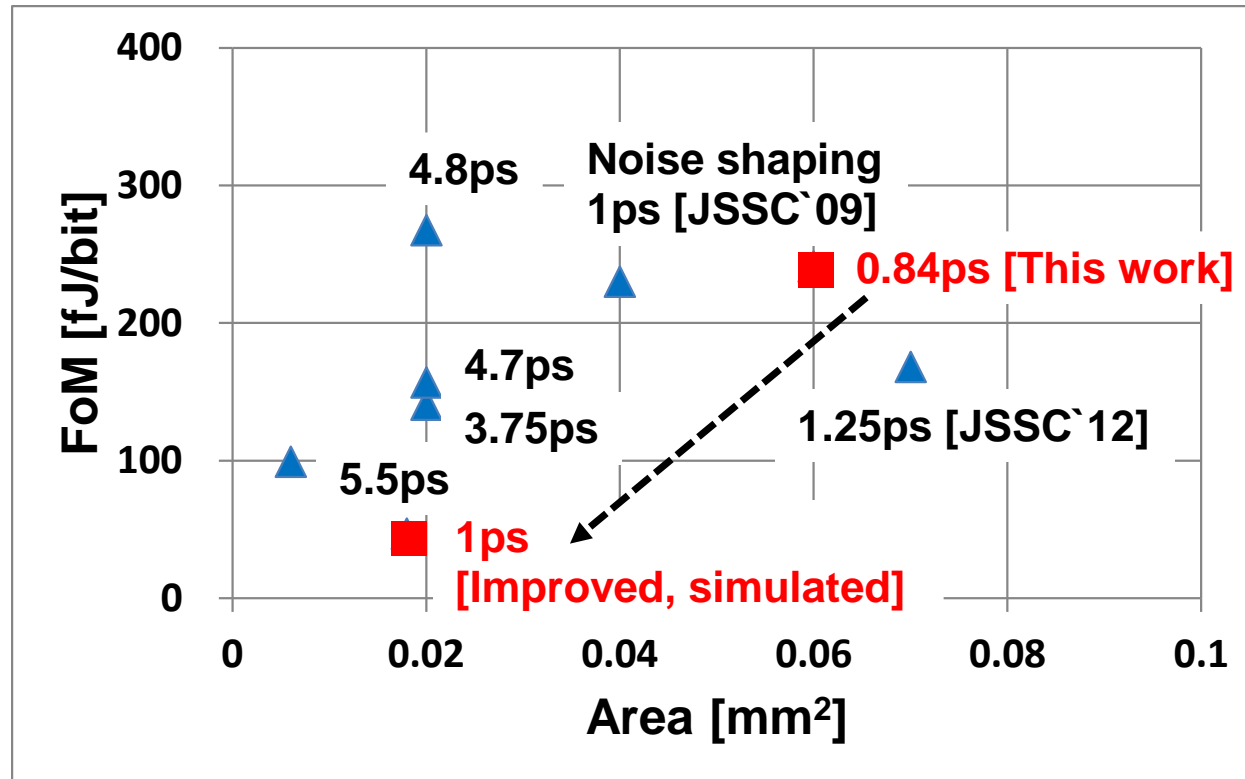 FoM [fJ/bit]
400
300
200
100
0
4.8ps
Noise shaping
1ps [JSSC`09]
0.84ps [This work]
4.7ps
3.75ps
1.25ps [JSSC`12]
5.5ps
1ps
[Improved, simulated]
0
0.02
0.04
0.06
0.08
0.1
Area [mm²]